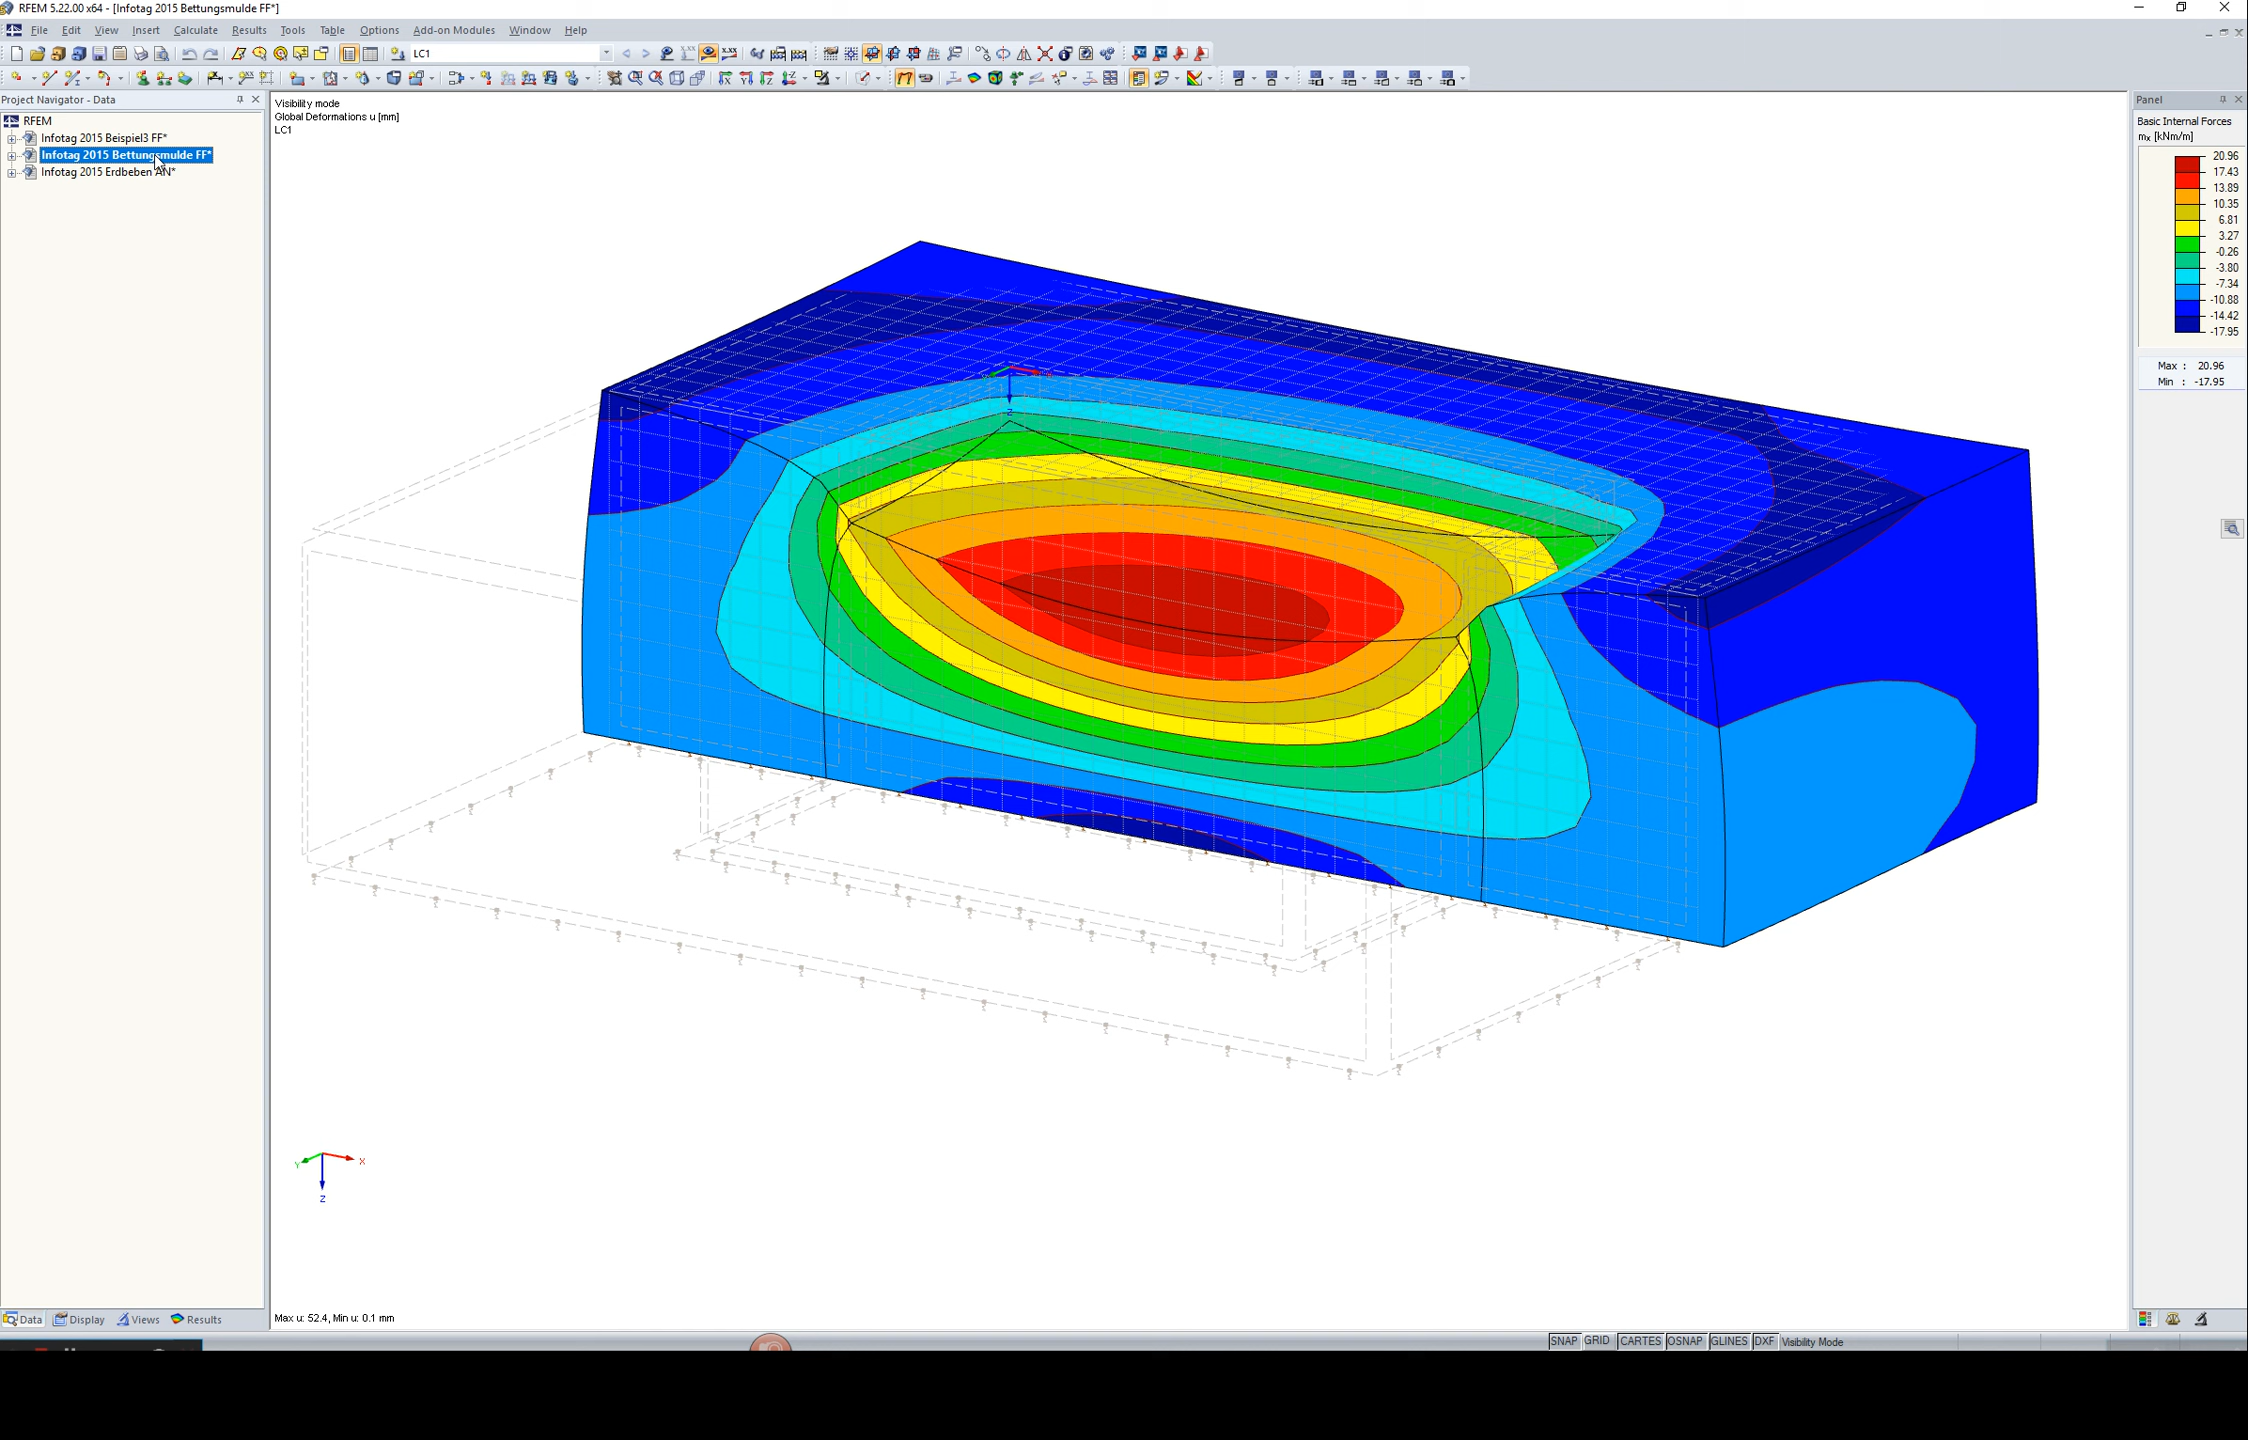 RFEM 5.22.00 x64 - [Infotag 2015 Bettungsmulde FF*]
File Edit View Insert Calculate Results Tools Table Options Add-on Modules Window Help
LC1
Project Navigator - Data
RFEM
Infotag 2015 Beispiel3 FF*
Infotag 2015 Bettungsmulde FF*
Infotag 2015 Erdbeben AN*
Visibility mode
Global Deformations u [mm]
LC1
Z
Y
X
Z
Max u: 52.4, Min u: 0.1 mm
Panel
Basic Internal Forces
mx [kNm/m]
20.96
17.43
13.89
10.35
6.81
3.27
-0.26
-3.80
-7.34
-10.88
-14.42
-17.95
Max : 20.96
Min : -17.95
Data Display Views Results
SNAP GRID CARTES OSNAP GLINES DXF Visibility Mode